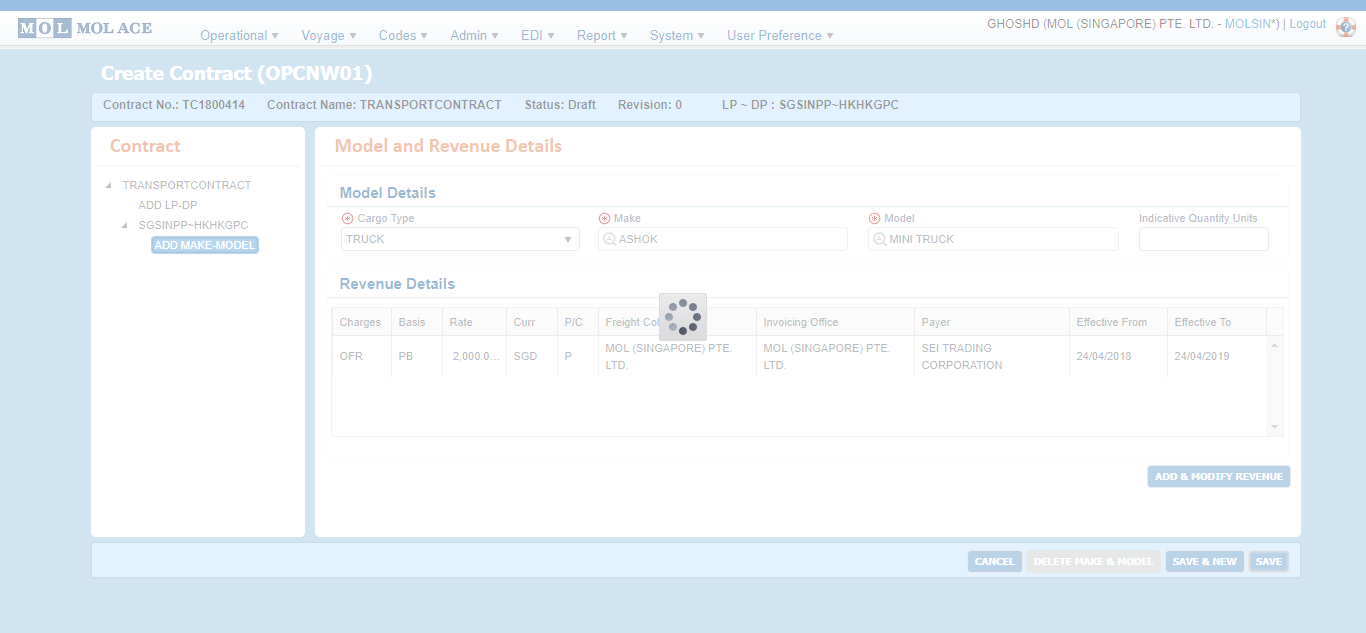 MOL MOL ACE
Operational Voyage Codes Admin EDI Report System User Preference
GHOSHD (MOL (SINGAPORE) PTE. LTD. - MOLSIN*) | Logout
Create Contract (OPCNW01)
Contract No.: TC1800414 Contract Name: TRANSPORTCONTRACT Status: Draft Revision: 0 LP ~ DP : SGSINPP~HKHKGPC
Contract
TRANSPORTCONTRACT
ADD LP-DP
SGSINPP~HKHKGPC
ADD MAKE-MODEL
Model and Revenue Details
Model Details
Cargo Type Make Model Indicative Quantity Units
TRUCK ASHOK MINI TRUCK
Revenue Details
Charges Basis Rate Curr P/C Freight Col Invoicing Office Payer Effective From Effective To
OFR PB 2,000.0... SGD P MOL (SINGAPORE) PTE. LTD. MOL (SINGAPORE) PTE. LTD. SEI TRADING CORPORATION 24/04/2018 24/04/2019
ADD & MODIFY REVENUE
CANCEL DELETE MAKE & MODEL SAVE & NEW SAVE